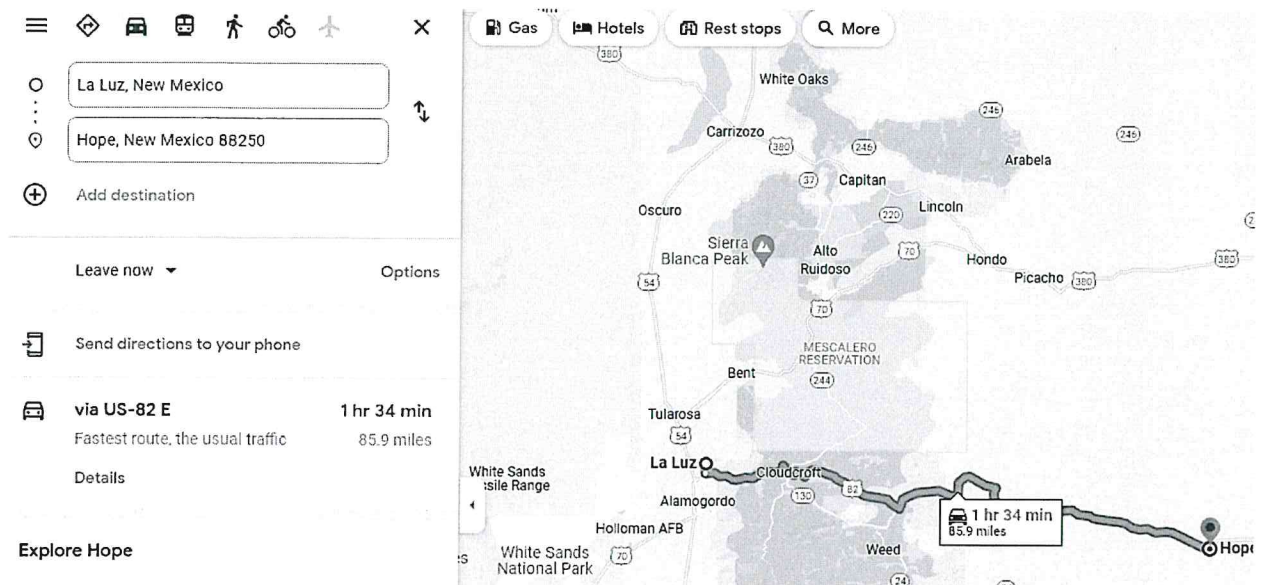 Gas
Hotels
Rest stops
More
La Luz, New Mexico
Hope, New Mexico 88250
Add destination
Leave now
Options
Send directions to your phone
via US-82 E
1 hr 34 min
Fastest route, the usual traffic
85.9 miles
Details
Explore Hope
380
White Oaks
246
246
Carrizozo
380
246
Arabela
37
Capitan
Oscuro
220
Lincoln
Sierra
Blanca Peak
Alto
Ruidoso
70
Hondo
380
Picacho
380
54
70
MESCALERO
RESERVATION
Bent
244
Tularosa
54
La Luz
White Sands
ssile Range
Cloudcroft
130
82
Alamogordo
1 hr 34 min
85.9 miles
Holloman AFB
White Sands
National Park
70
Weed
24
Hope